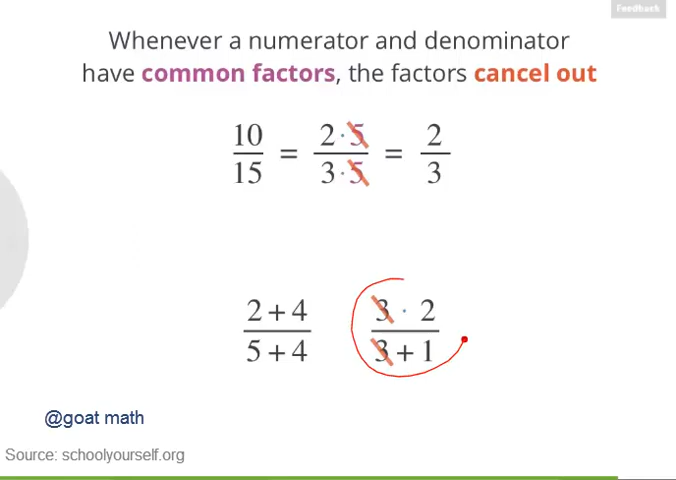 Feedback
Whenever a numerator and denominator
have common factors, the factors cancel out
10/15 = 2·5/3·5 = 2/3
2+4/5+4 3 · 2/3+1
@goat math
Source: schoolyourself.org